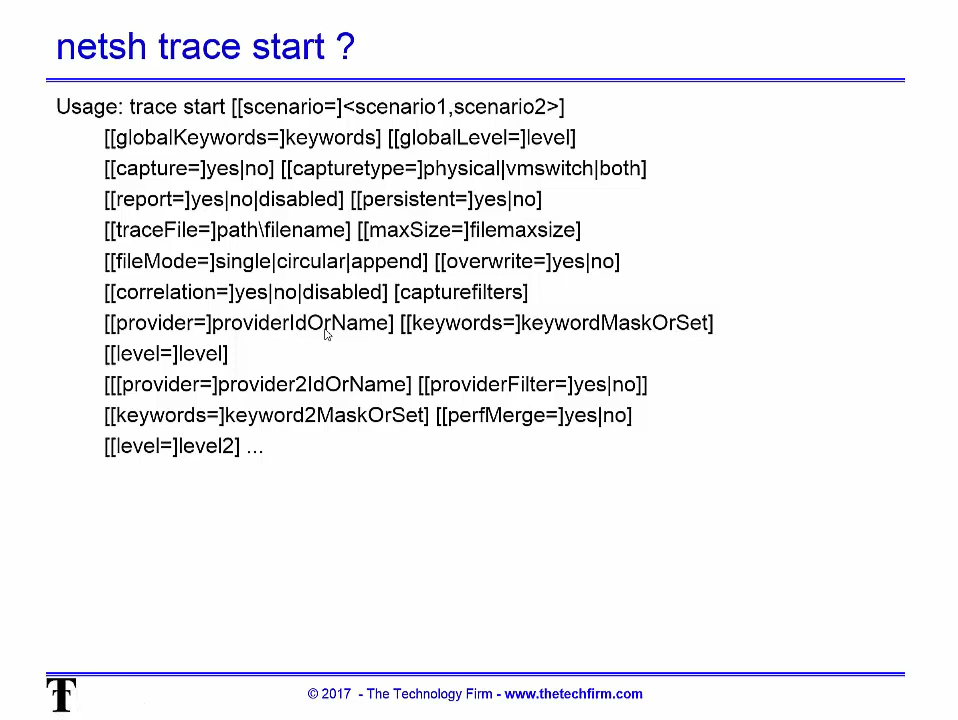 netsh trace start ?
Usage: trace start [[scenario=]<scenario1,scenario2>]
[[globalKeywords=]keywords] [[globalLevel=]level]
[[capture=]yes|no] [[capturetype=]physical|vmswitch|both]
[[report=]yes|no|disabled] [[persistent=]yes|no]
[[traceFile=]path\filename] [[maxSize=]filemaxsize]
[[fileMode=]single|circular|append] [[overwrite=]yes|no]
[[correlation=]yes|no|disabled] [capturefilters]
[[provider=]providerIdOrName] [[keywords=]keywordMaskOrSet]
[[level=]level]
[[[provider=]provider2IdOrName] [[providerFilter=]yes|no]]
[[keywords=]keyword2MaskOrSet] [[perfMerge=]yes|no]
[[level=]level2] ...
T © 2017 - The Technology Firm - www.thetechfirm.com